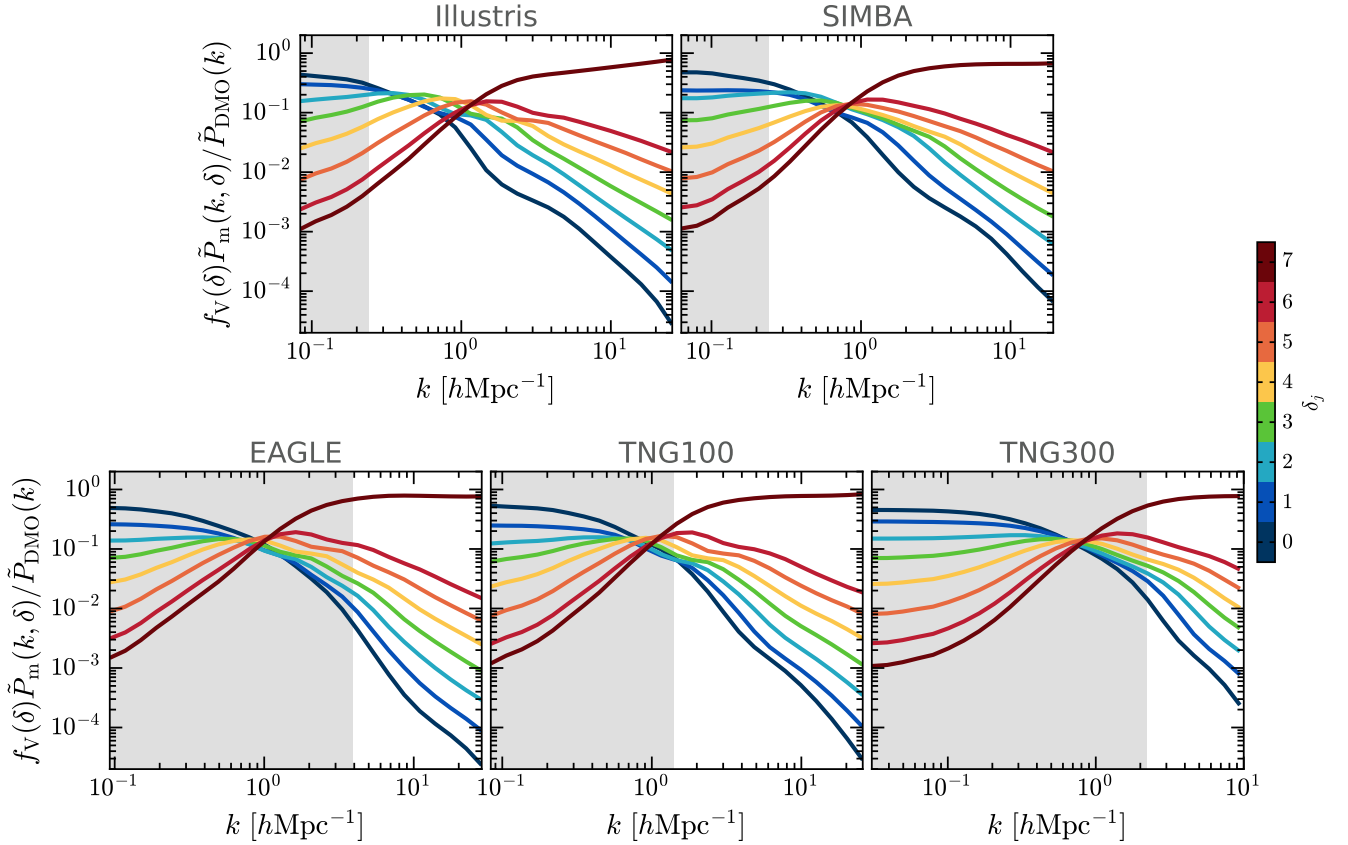 Illustris SIMBA
f_V(δ)P̃_m(k, δ)/P̃_DMO(k)
10^0
10^−1
10^−2
10^−3
10^−4
10^−1 10^0 10^1 10^−1 10^0 10^1
k [hMpc^−1] k [hMpc^−1]
7
6
5
4
3
2
1
0
δ_j
EAGLE TNG100 TNG300
f_V(δ)P̃_m(k, δ)/P̃_DMO(k)
10^0
10^−1
10^−2
10^−3
10^−4
10^−1 10^0 10^1 10^−1 10^0 10^1 10^−1 10^0 10^1
k [hMpc^−1] k [hMpc^−1] k [hMpc^−1]